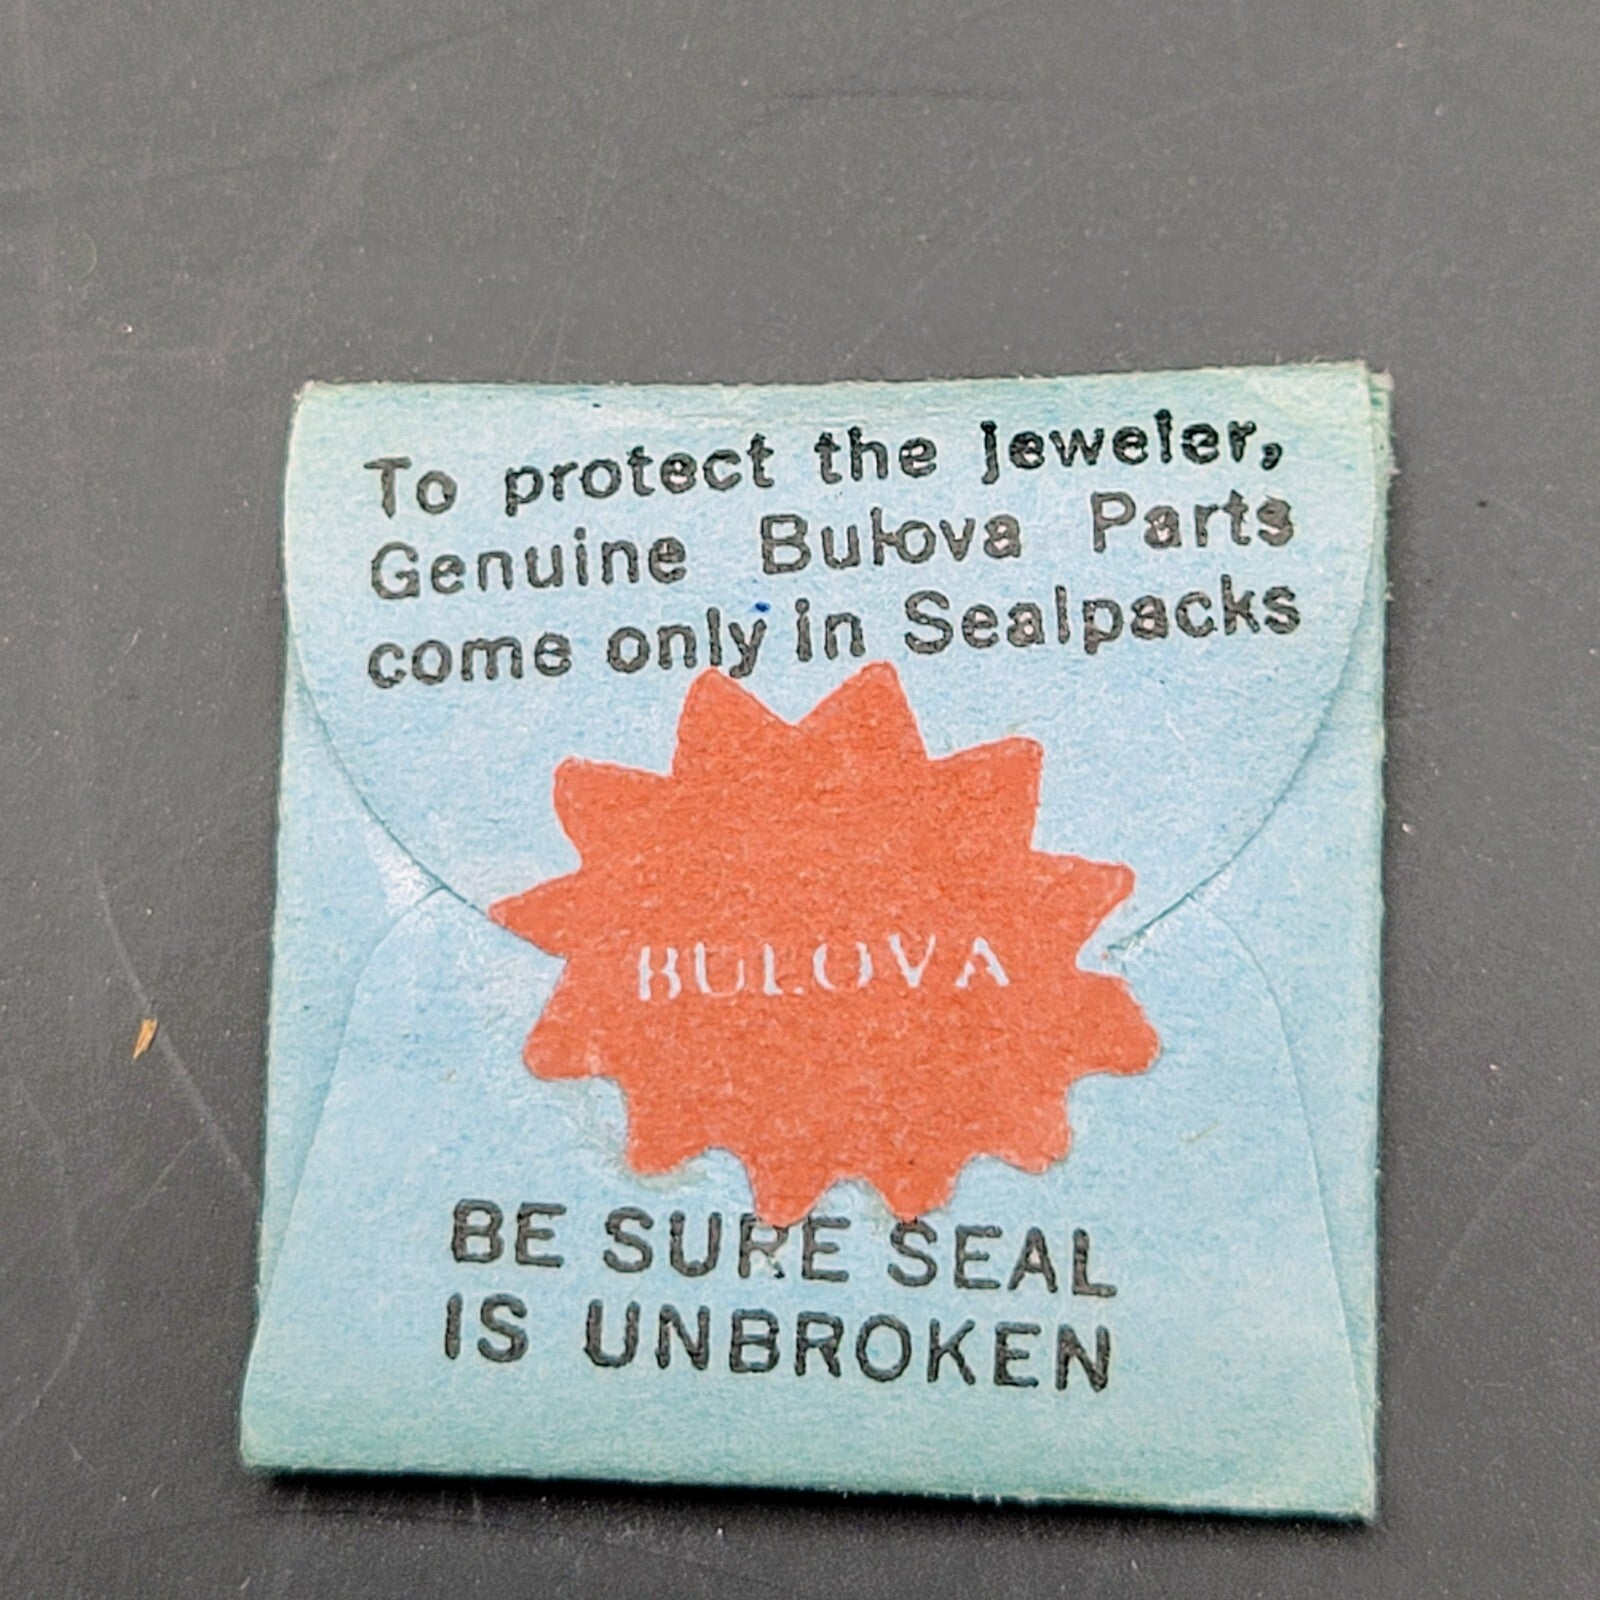 To protect the jeweler,
Genuine Bulova Parts
come only in Sealpacks
BULOVA
BE SURE SEAL
IS UNBROKEN